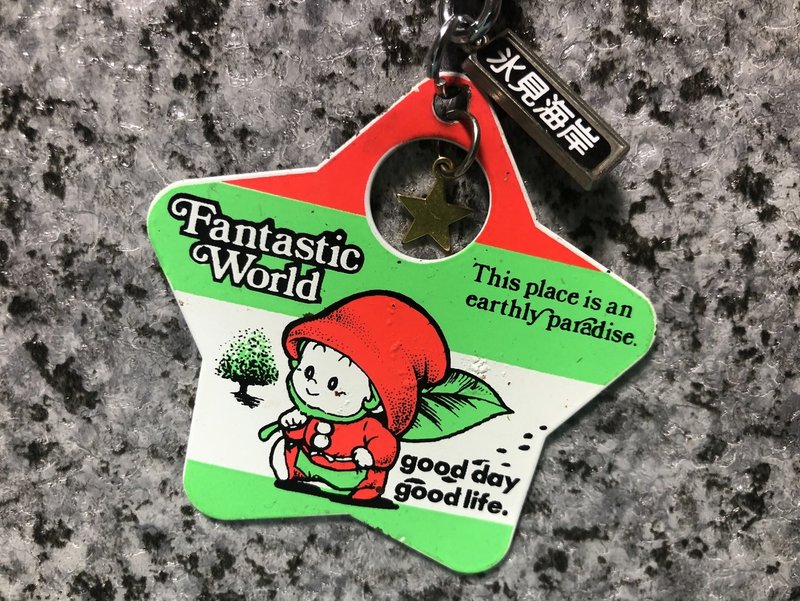 氷見海岸
Fantastic
World
This place is an
earthly paradise.
good day
good life.